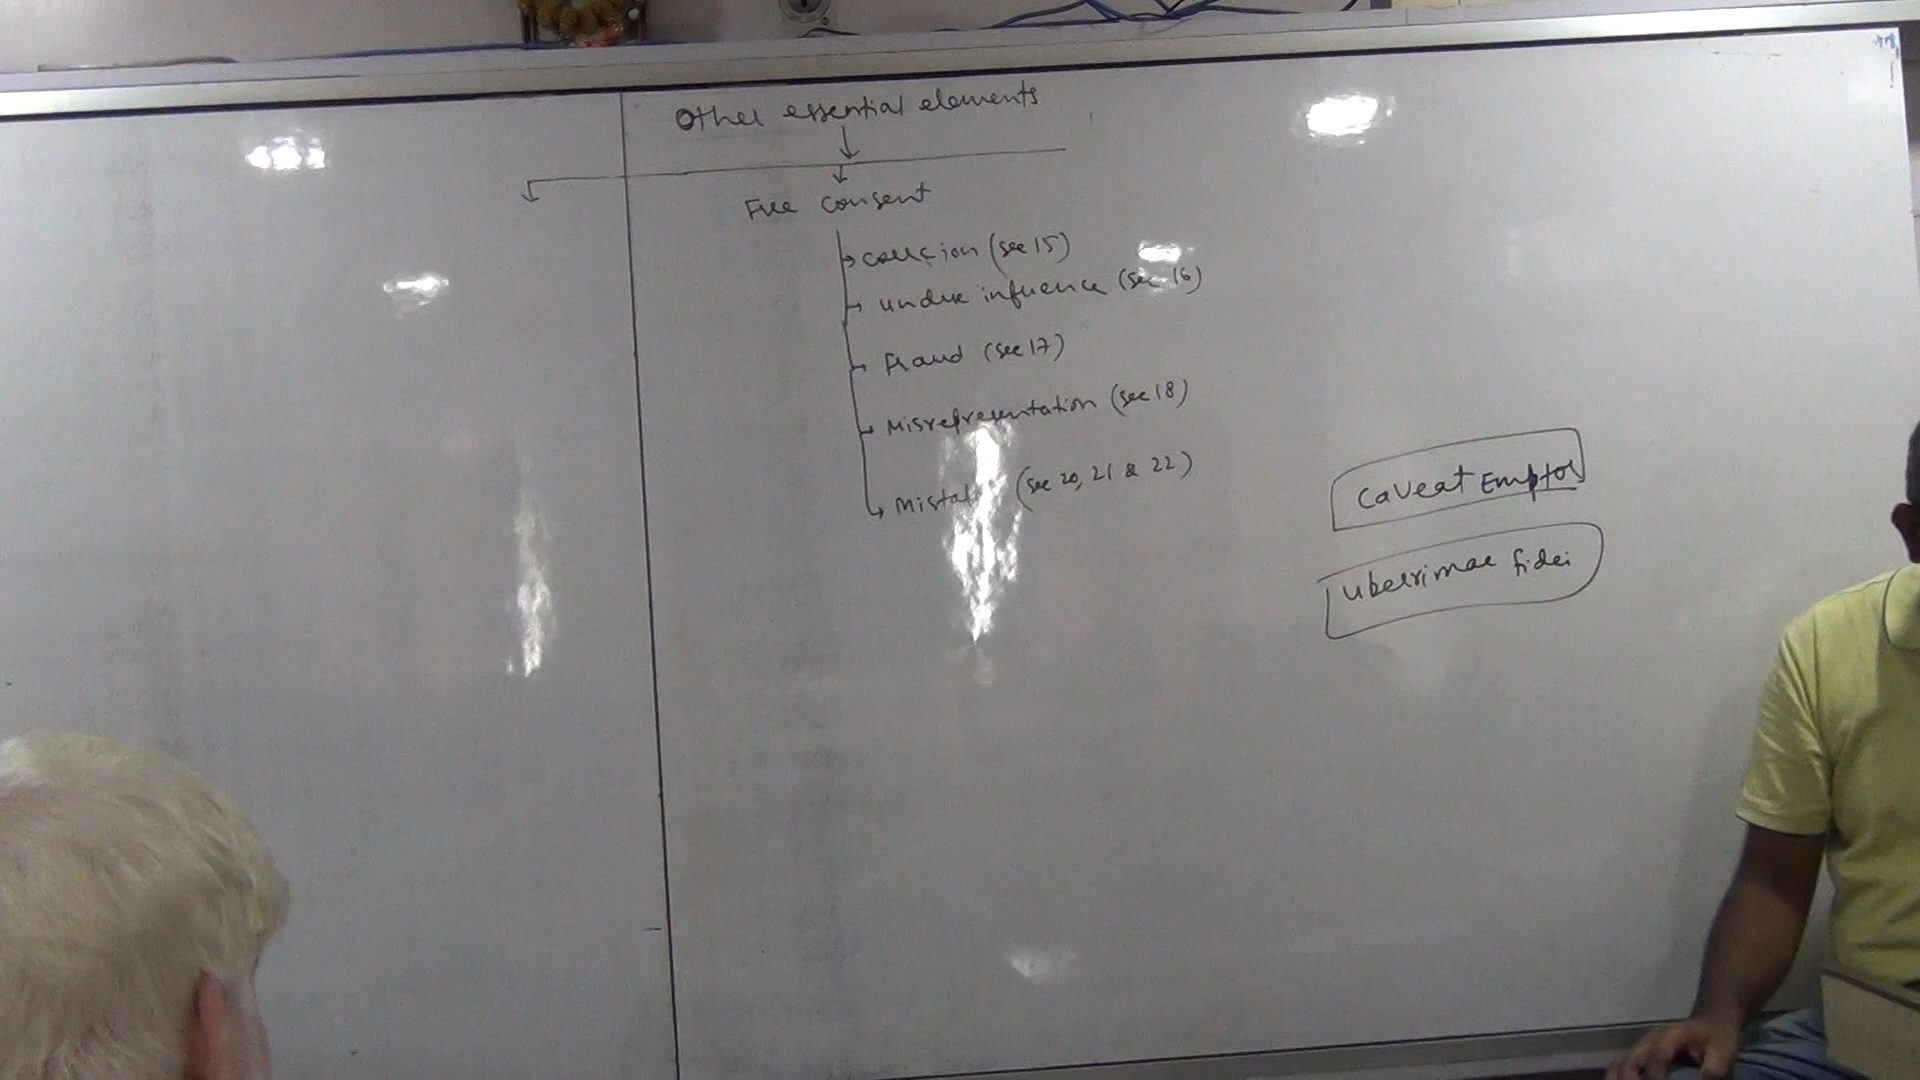 Other essential elements
Free consent
coercion (sec 15)
undue influence (sec 16)
Fraud (sec 17)
Misrepresentation (sec 18)
Mistake (sec 20, 21 & 22)
Caveat Emptor
uberrimae fidei